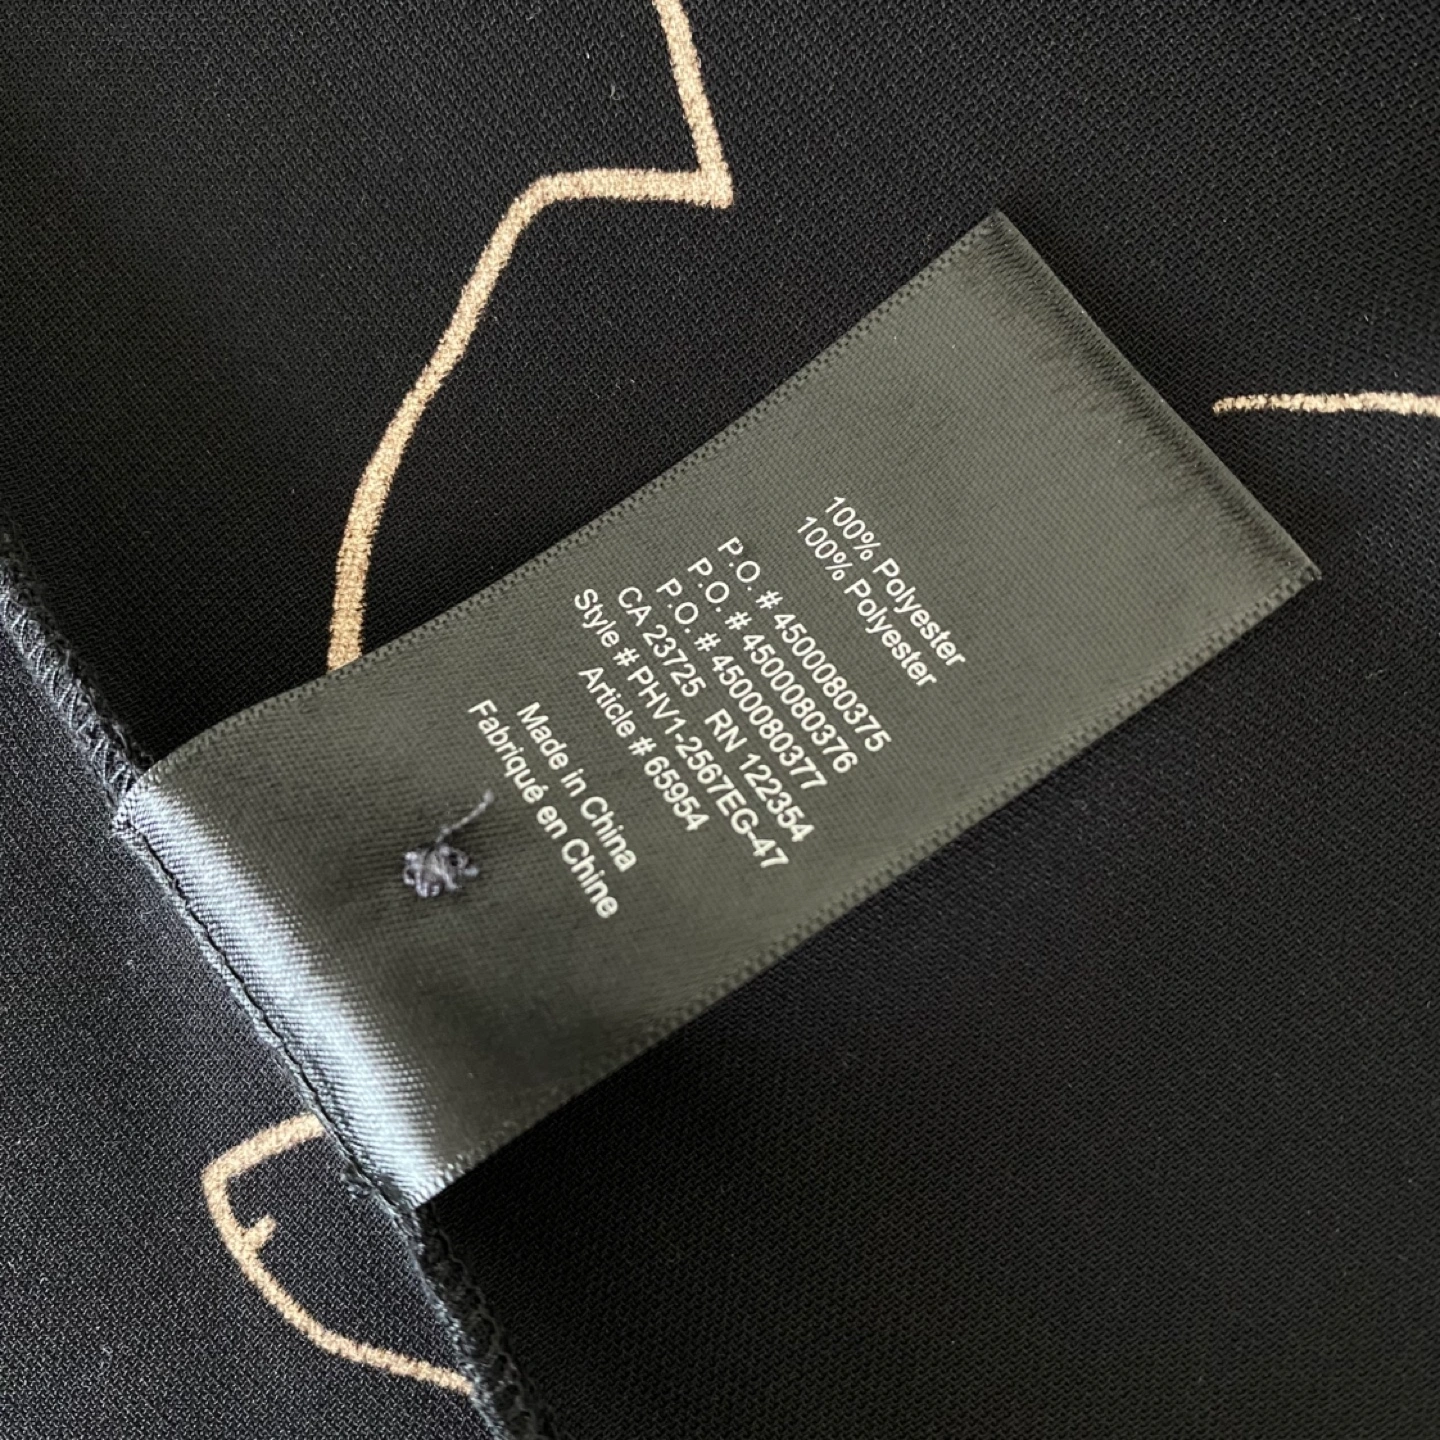 100% Polyester
100% Polyester
P.O. # 4500080375
P.O. # 4500080376
P.O. # 4500080377
CA 23725 RN 122354
Style # PHV1-2567EG-47
Article # 65954
Made in China
Fabriqué en Chine